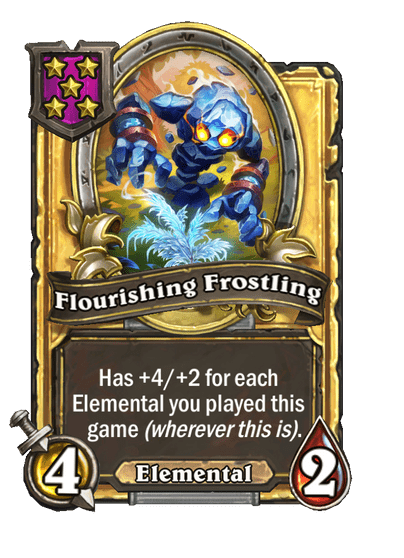 Flourishing Frostling
Has +4/+2 for each
Elemental you played this
game (wherever this is).
4
Elemental
2